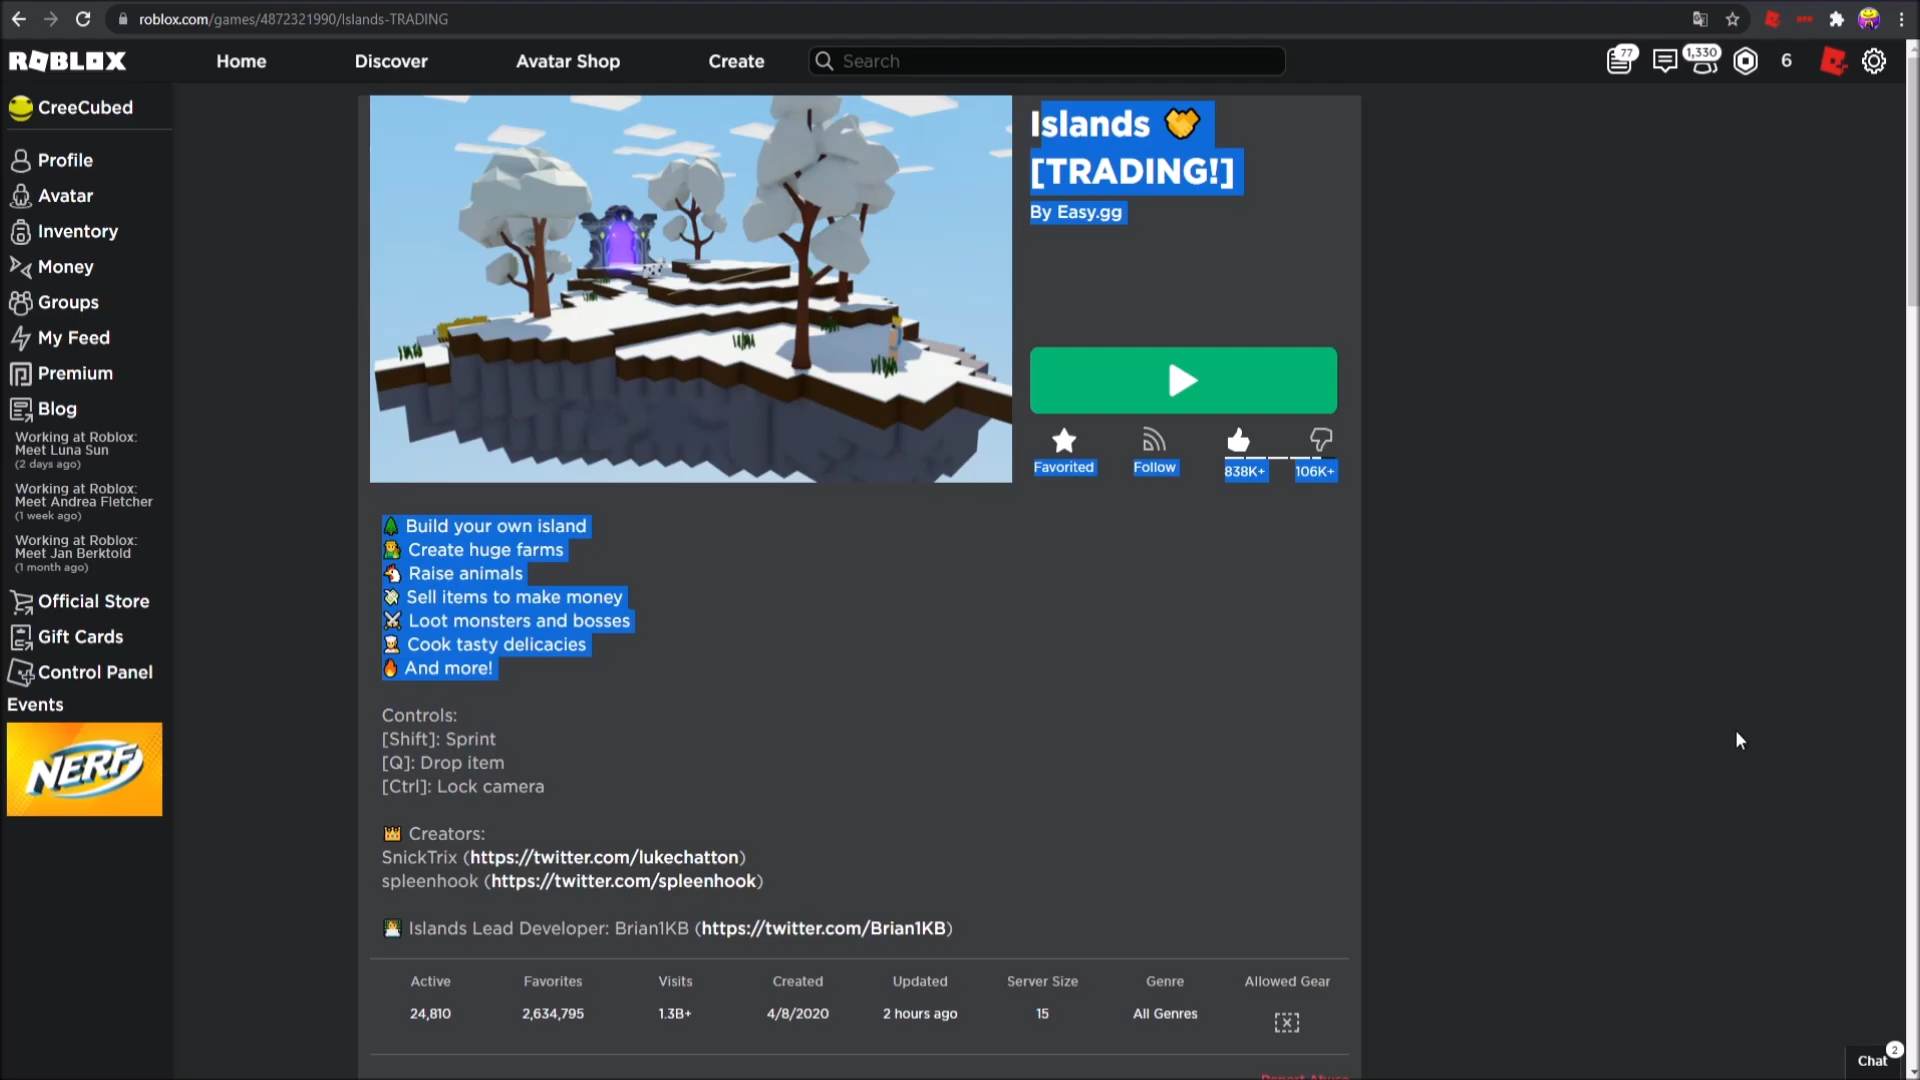 roblox.com/games/4872321990/Islands-TRADING
ROBLOX
Home
Discover
Avatar Shop
Create
Search
77
1,330
6
CreeCubed
Profile
Avatar
Inventory
Money
Groups
My Feed
Premium
Blog
Working at Roblox:
Meet Luna Sun
(2 days ago)
Working at Roblox:
Meet Andrea Fletcher
(1 week ago)
Working at Roblox:
Meet Jan Berktold
(1 month ago)
Official Store
Gift Cards
Control Panel
Events
NERF
Islands 🤝
[TRADING!]
By Easy.gg
Favorited
Follow
838K+
106K+
🌲 Build your own island
Create huge farms
🐔 Raise animals
💸 Sell items to make money
⚔ Loot monsters and bosses
Cook tasty delicacies
🔥 And more!
Controls:
[Shift]: Sprint
[Q]: Drop item
[Ctrl]: Lock camera
👑 Creators:
SnickTrix (https://twitter.com/lukechatton)
spleenhook (https://twitter.com/spleenhook)
Islands Lead Developer: Brian1KB (https://twitter.com/Brian1KB)
Active
Favorites
Visits
Created
Updated
Server Size
Genre
Allowed Gear
24,810
2,634,795
1.3B+
4/8/2020
2 hours ago
15
All Genres
Chat
2